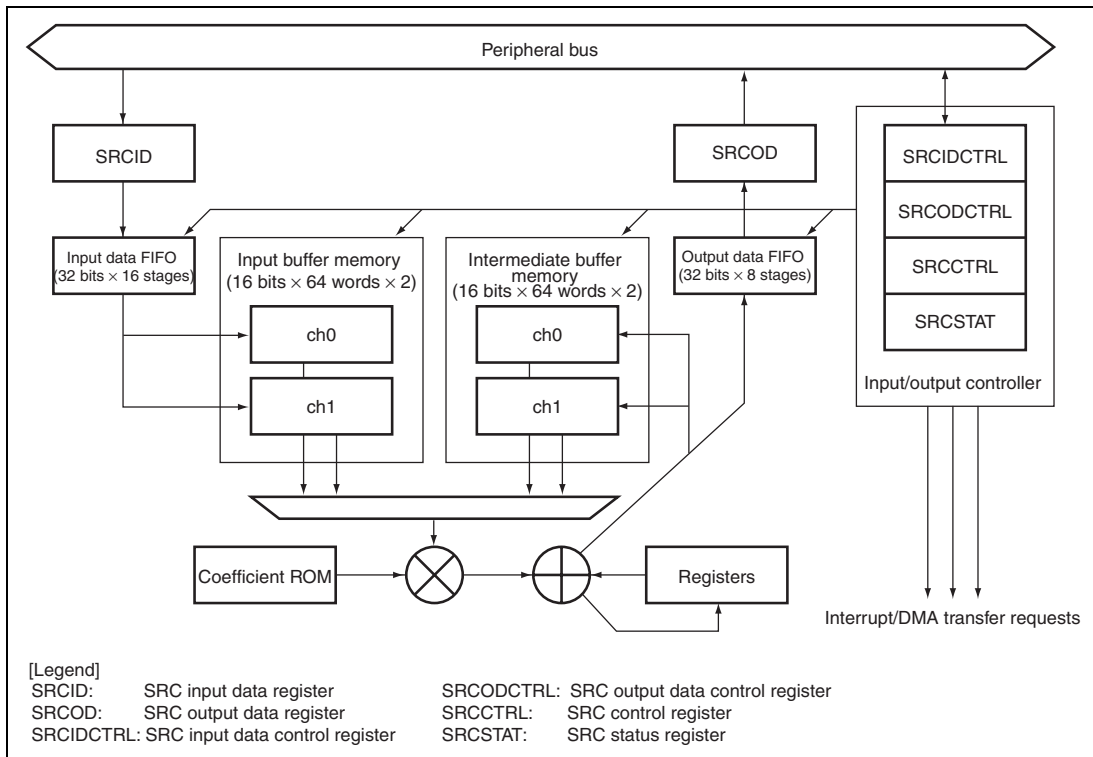 Peripheral bus
SRCID
SRCOD
SRCIDCTRL
SRCODCTRL
SRCCTRL
SRCSTAT
Input/output controller
Input data FIFO
(32 bits × 16 stages)
Input buffer memory
(16 bits × 64 words × 2)
ch0
ch1
Intermediate buffer
memory
(16 bits × 64 words × 2)
ch0
ch1
Output data FIFO
(32 bits × 8 stages)
Coefficient ROM
Registers
Interrupt/DMA transfer requests
[Legend]
SRCID: SRC input data register
SRCOD: SRC output data register
SRCIDCTRL: SRC input data control register
SRCODCTRL: SRC output data control register
SRCCTRL: SRC control register
SRCSTAT: SRC status register